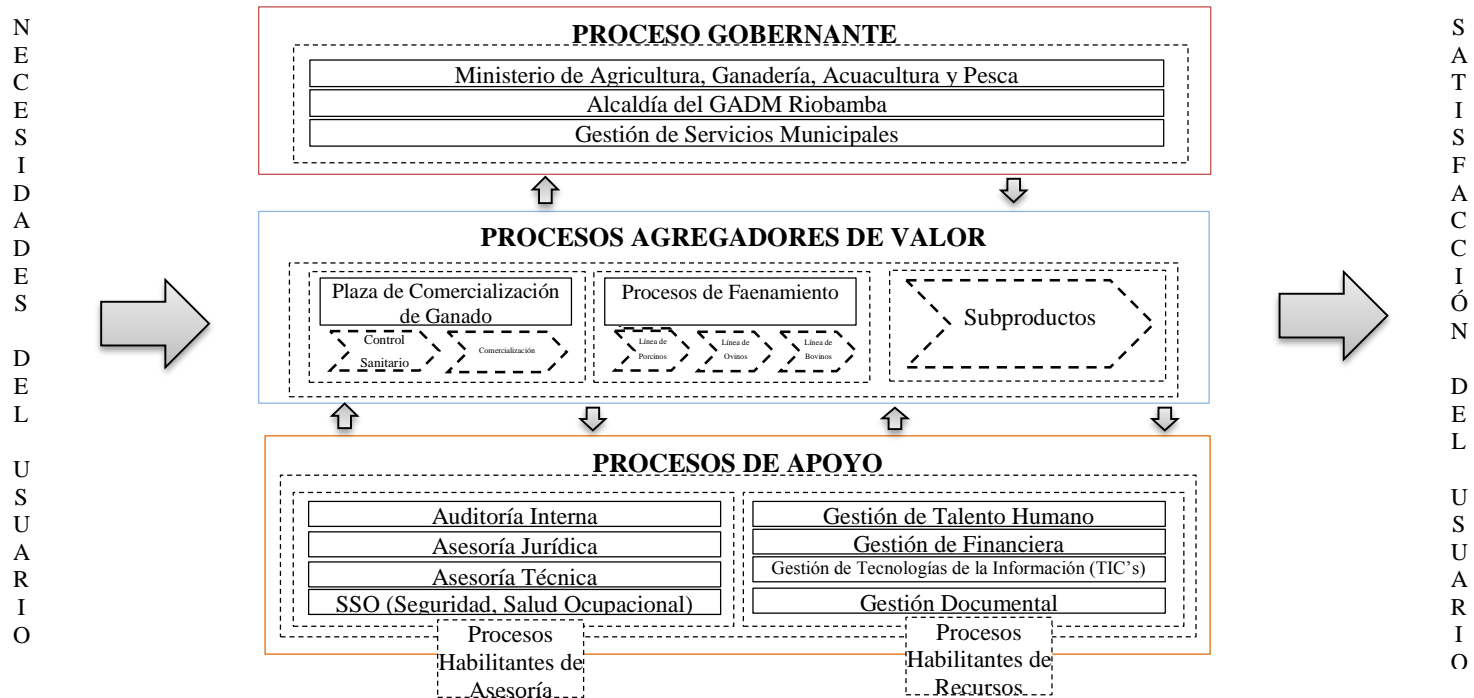 NECESIDADES DEL USUARIO
PROCESO GOBERNANTE
Ministerio de Agricultura, Ganadería, Acuacultura y Pesca
Alcaldía del GADM Riobamba
Gestión de Servicios Municipales
PROCESOS AGREGADORES DE VALOR
Plaza de Comercialización
de Ganado
Control
Sanitario
Comercialización
Procesos de Faenamiento
Línea de
Porcinos
Línea de
Ovinos
Línea de
Bovinos
Subproductos
PROCESOS DE APOYO
Auditoría Interna
Asesoría Jurídica
Asesoría Técnica
SSO (Seguridad, Salud Ocupacional)
Procesos
Habilitantes de
Asesoría
Gestión de Talento Humano
Gestión de Financiera
Gestión de Tecnologías de la Información (TIC’s)
Gestión Documental
Procesos
Habilitantes de
Recursos
SATISFACCIÓN DEL USUARIO